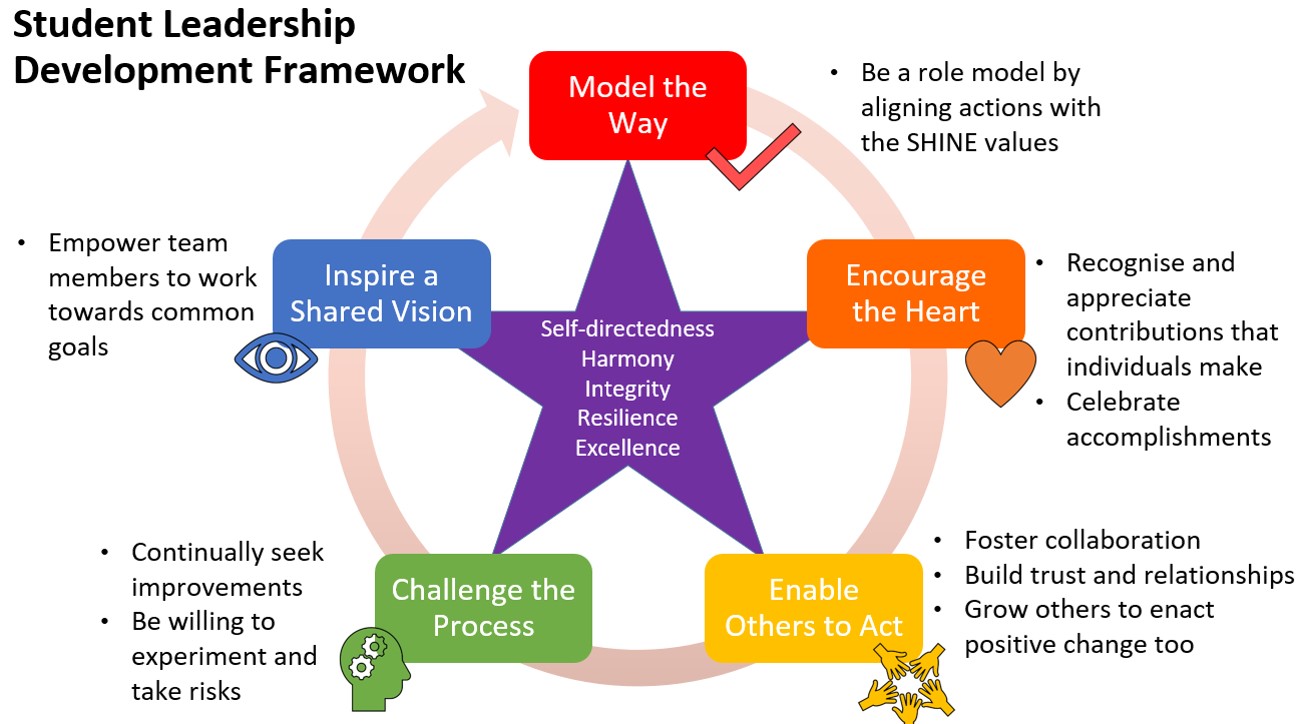 Student Leadership
Development Framework
Model the
Way
• Be a role model by
aligning actions with
the SHINE values
Encourage
the Heart
• Recognise and
appreciate
contributions that
individuals make
• Celebrate
accomplishments
Enable
Others to Act
• Foster collaboration
• Build trust and relationships
• Grow others to enact
positive change too
Challenge the
Process
• Continually seek
improvements
• Be willing to
experiment and
take risks
Inspire a
Shared Vision
• Empower team
members to work
towards common
goals
Self-directedness
Harmony
Integrity
Resilience
Excellence